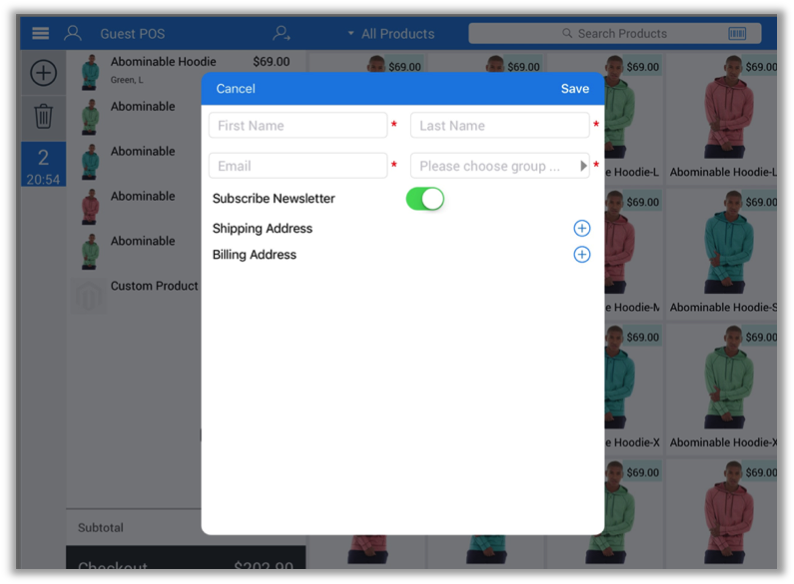 Guest POS
All Products
Search Products
2
20:54
Abominable Hoodie $69.00
Green, L
Abominable
Abominable
Abominable
Abominable
Custom Product
Subtotal
Checkout $202.90
Cancel Save
First Name * Last Name *
Email * Please choose group ... *
Subscribe Newsletter
Shipping Address
Billing Address
$69.00 $69.00 $69.00 $69.00
e Hoodie-L Abominable Hoodie-L
$69.00 $69.00
e Hoodie-M Abominable Hoodie-S
$69.00 $69.00
e Hoodie-X Abominable Hoodie-X
$69.00 $69.00